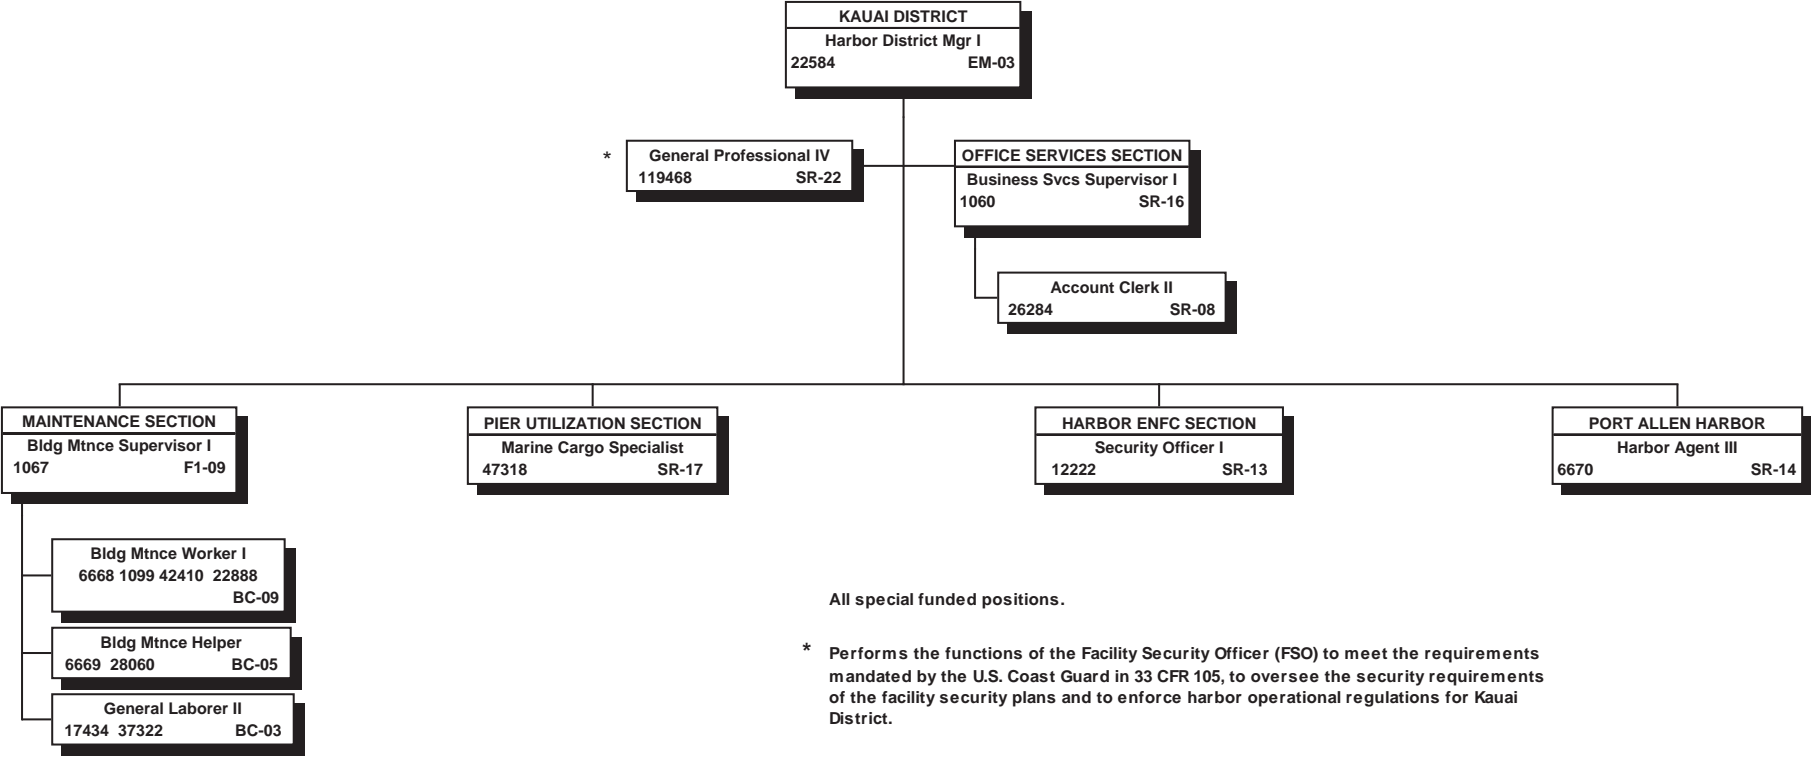 KAUAI DISTRICT
Harbor District Mgr I
22584 EM-03
* General Professional IV
119468 SR-22
OFFICE SERVICES SECTION
Business Svcs Supervisor I
1060 SR-16
Account Clerk II
26284 SR-08
MAINTENANCE SECTION
Bldg Mtnce Supervisor I
1067 F1-09
PIER UTILIZATION SECTION
Marine Cargo Specialist
47318 SR-17
HARBOR ENFC SECTION
Security Officer I
12222 SR-13
PORT ALLEN HARBOR
Harbor Agent III
6670 SR-14
Bldg Mtnce Worker I
6668 1099 42410 22888
BC-09
Bldg Mtnce Helper
6669 28060 BC-05
General Laborer II
17434 37322 BC-03
All special funded positions.
* Performs the functions of the Facility Security Officer (FSO) to meet the requirements
mandated by the U.S. Coast Guard in 33 CFR 105, to oversee the security requirements
of the facility security plans and to enforce harbor operational regulations for Kauai
District.